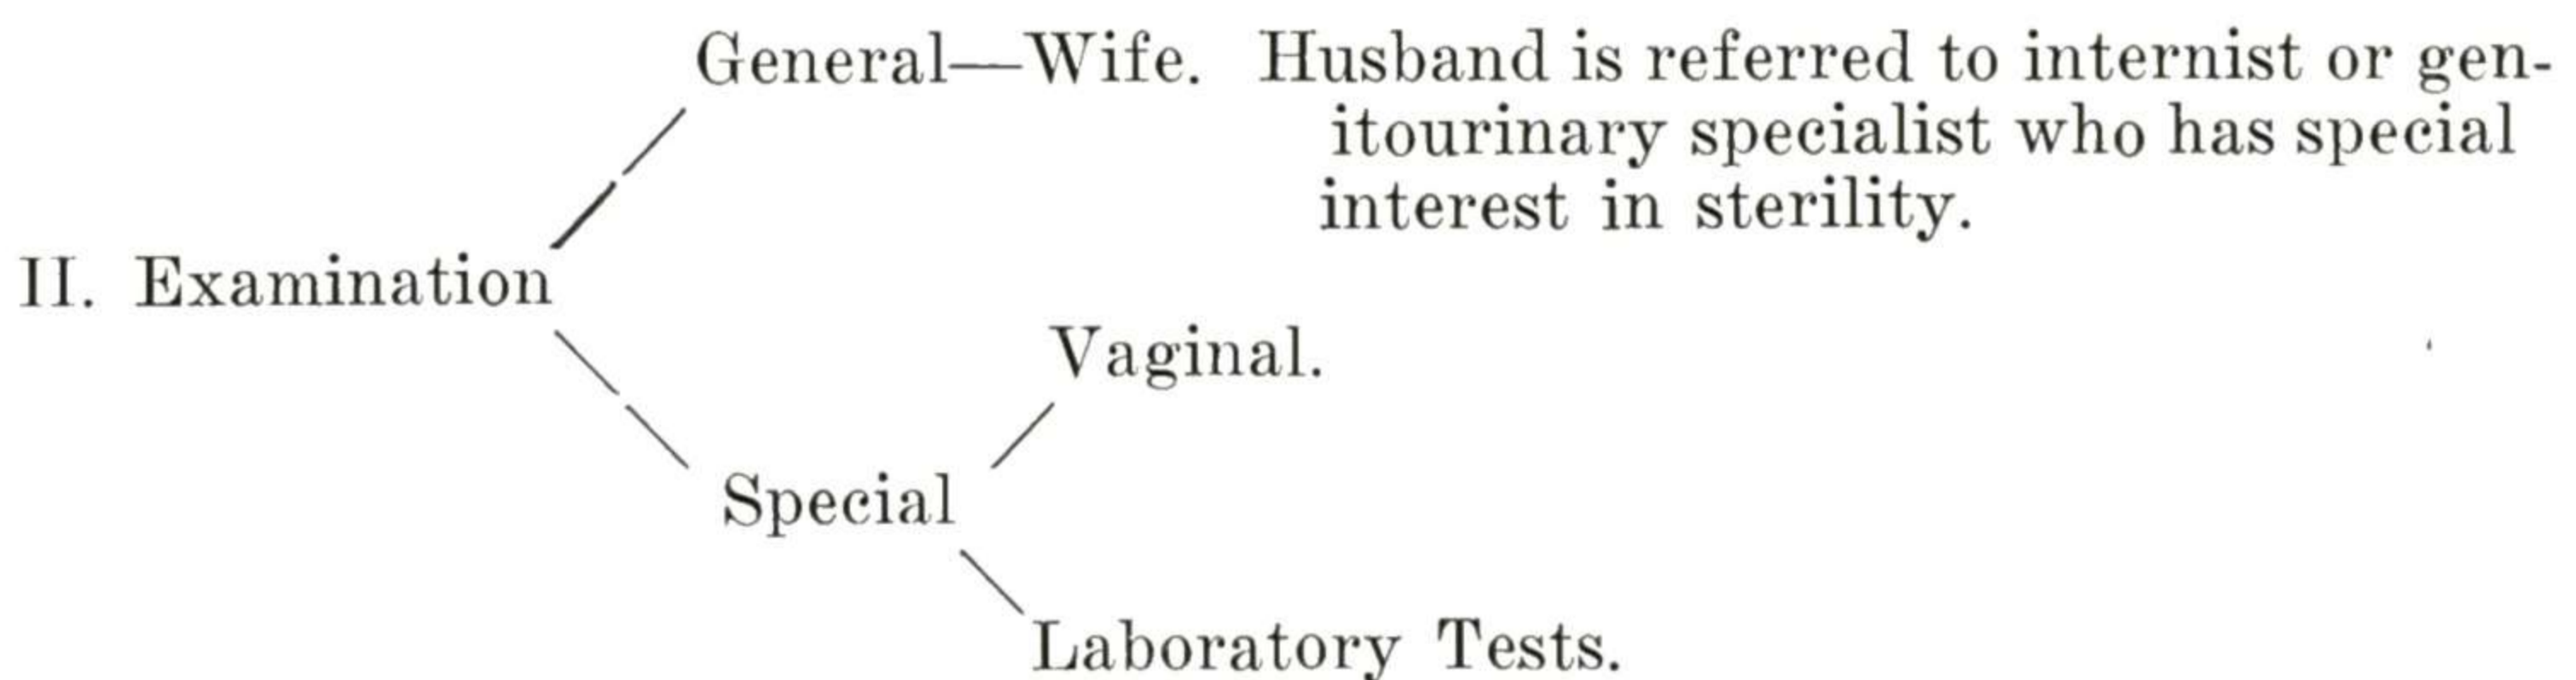 General—Wife. Husband is referred to internist or gen-
itourinary specialist who has special
interest in sterility.
II. Examination
Vaginal.
Special
Laboratory Tests.